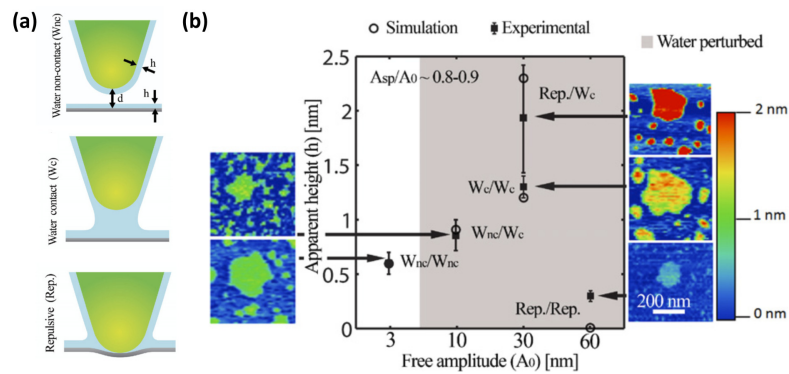 (a)
Water non-contact (Wnc)
h
d
h
Water contact (Wc)
Repulsive (Rep.)
(b)
Simulation
Experimental
Water perturbed
Asp/A0 ~ 0.8-0.9
Apparent height (h) [nm]
2.5
2
1.5
1
0.5
0
Rep./Wc
Wc/Wc
Wnc/Wc
Wnc/Wnc
Rep./Rep.
3
10
30
60
Free amplitude (A0) [nm]
200 nm
2 nm
1 nm
0 nm